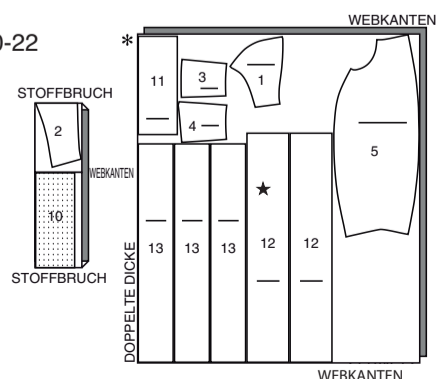 WEBKANTEN
0-22
*
STOFFBRUCH
11
3
1
2
4
5
WEBKANTEN
10
★
13
13
13
12
12
STOFFBRUCH
DOPPELTE DICKE
WEBKANTEN